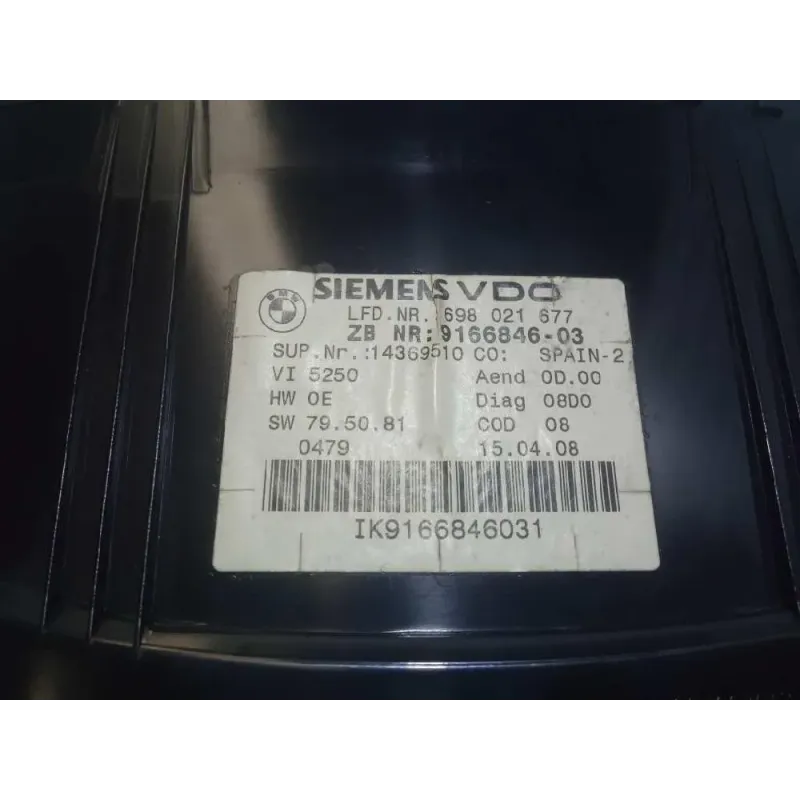 BMW
SIEMENS VDO
LFD.NR.:698 021 677
ZB NR:9166846-03
SUP.Nr.:14369510 CO: SPAIN-2
VI 5250 Aend 0D.00
HW 0E Diag 08D0
SW 79.50.81 COD 08
0479 15.04.08
IK9166846031